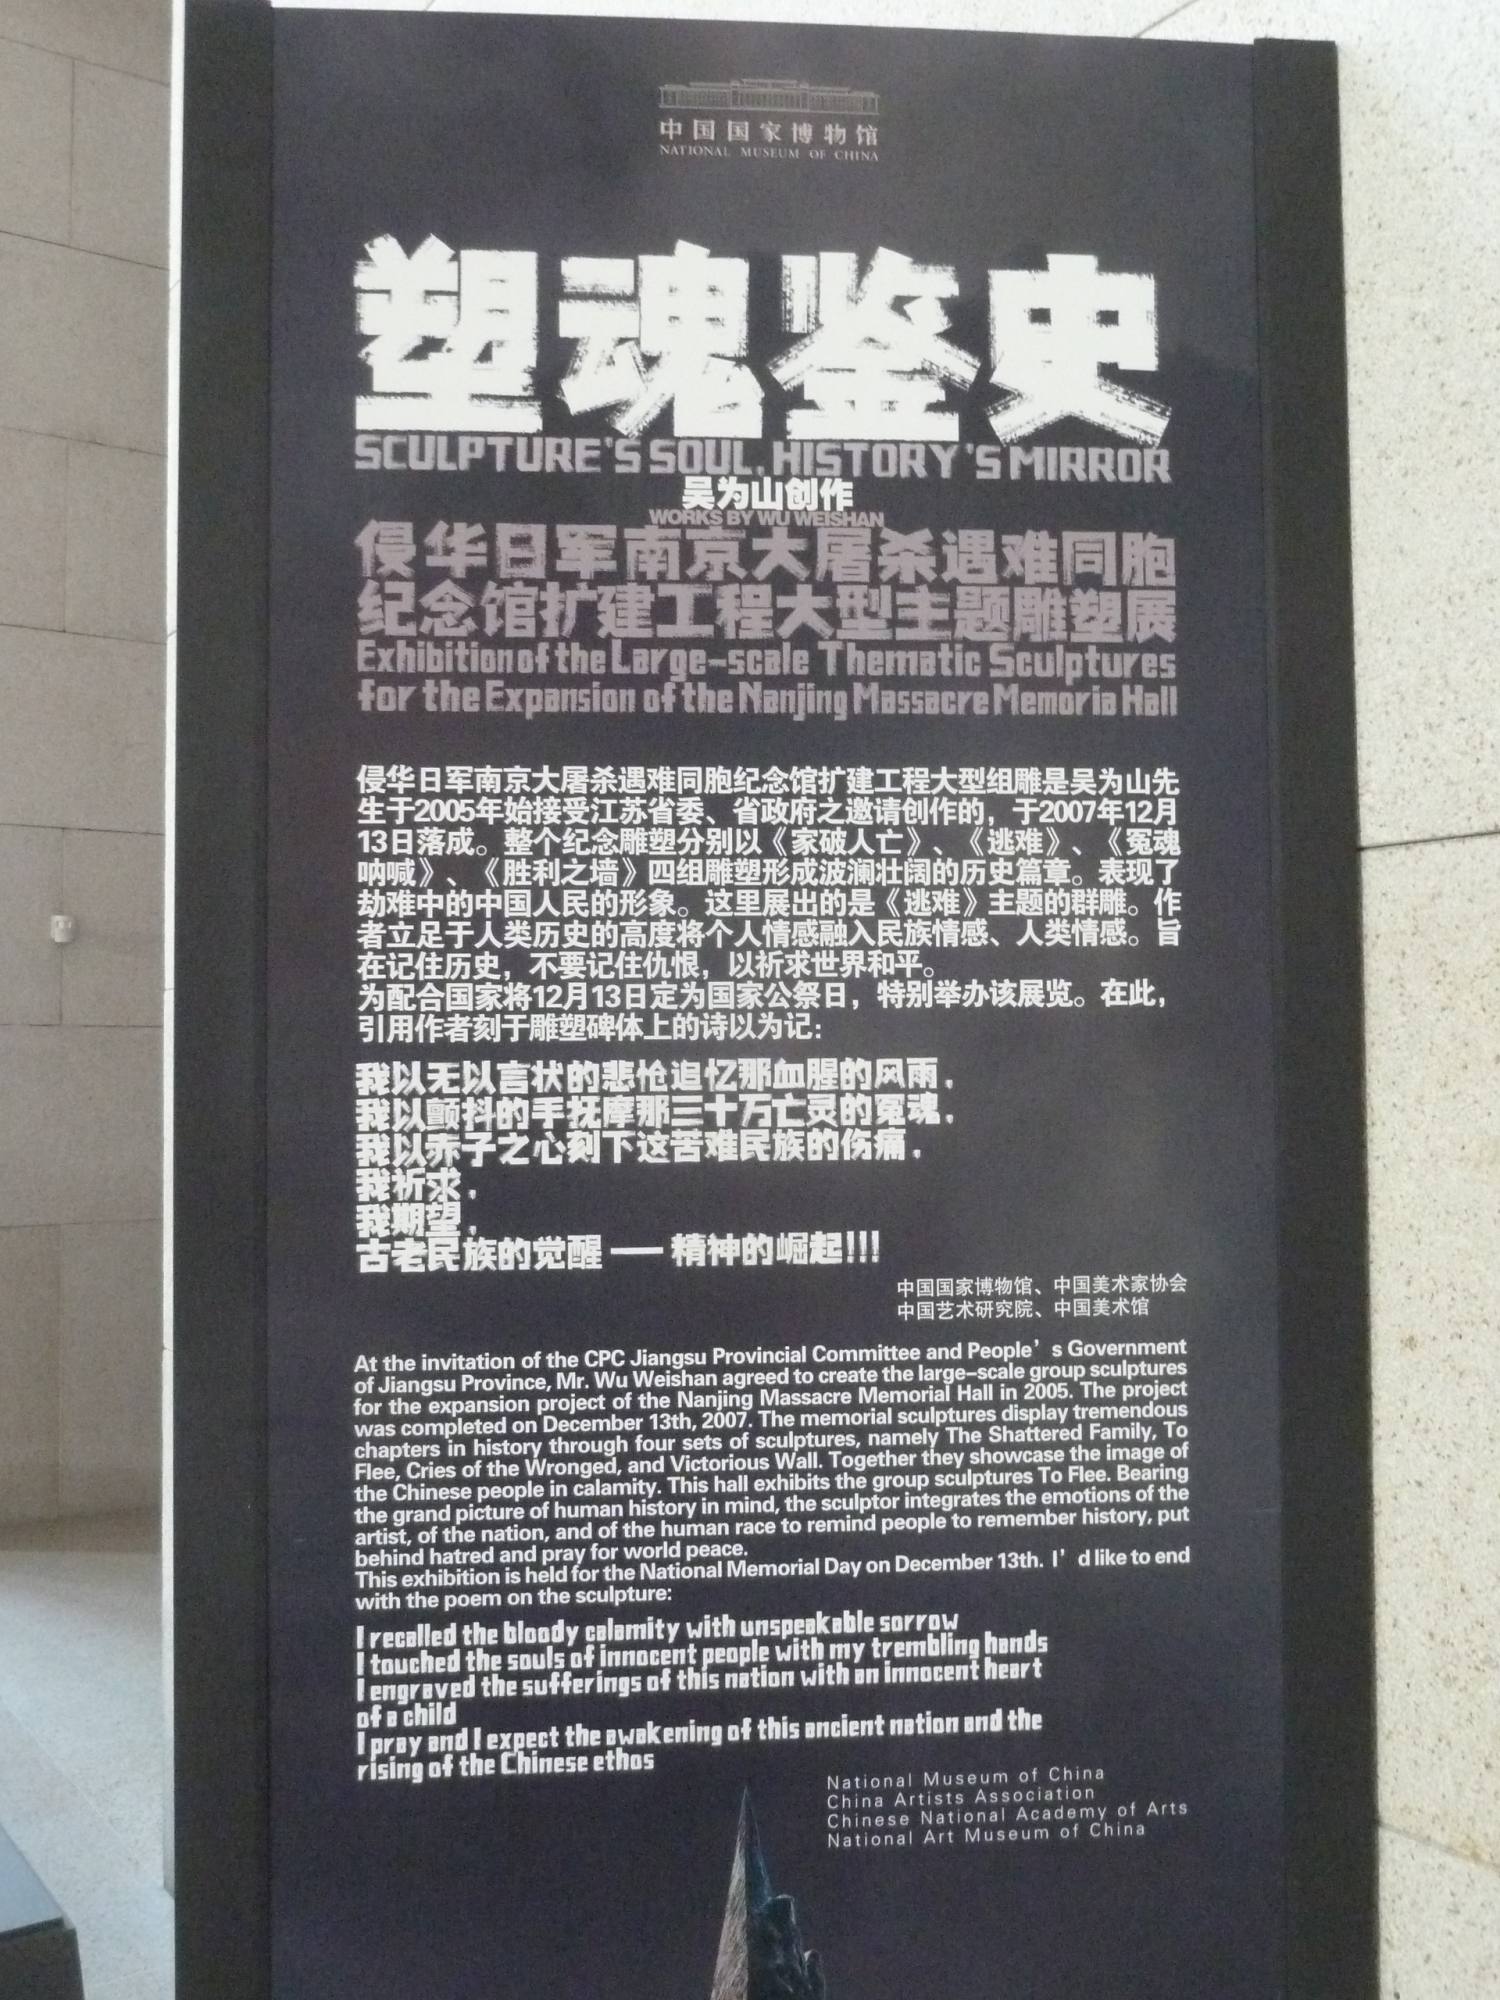 中国国家博物馆
NATIONAL MUSEUM OF CHINA
塑魂鉴史
SCULPTURE'S SOUL, HISTORY'S MIRROR
吴为山创作
WORKS BY WU WEISHAN
侵华日军南京大屠杀遇难同胞
纪念馆扩建工程大型主题雕塑展
Exhibition of the Large-scale Thematic Sculptures
for the Expansion of the Nanjing Massacre Memoria Hall
侵华日军南京大屠杀遇难同胞纪念馆扩建工程大型组雕是吴为山先
生于2005年始接受江苏省委、省政府之邀请创作的，于2007年12月
13日落成。整个纪念雕塑分别以《家破人亡》、《逃难》、《冤魂
呐喊》、《胜利之墙》四组雕塑形成波澜壮阔的历史篇章。表现了
劫难中的中国人民的形象。这里展出的是《逃难》主题的群雕。作
者立足于人类历史的高度将个人情感融入民族情感、人类情感。旨
在记住历史，不要记住仇恨，以祈求世界和平。
为配合国家将12月13日定为国家公祭日，特别举办该展览。在此，
引用作者刻于雕塑碑体上的诗以为记：
我以无以言状的悲怆追忆那血腥的风雨，
我以颤抖的手抚摩那三十万亡灵的冤魂，
我以赤子之心刻下这苦难民族的伤痛，
我祈求，
我期望，
古老民族的觉醒——精神的崛起!!!
中国国家博物馆、中国美术家协会
中国艺术研究院、中国美术馆
At the invitation of the CPC Jiangsu Provincial Committee and People's Government
of Jiangsu Province, Mr. Wu Weishan agreed to create the large-scale group sculptures
for the expansion project of the Nanjing Massacre Memorial Hall in 2005. The project
was completed on December 13th, 2007. The memorial sculptures display tremendous
chapters in history through four sets of sculptures, namely The Shattered Family, To
Flee, Cries of the Wronged, and Victorious Wall. Together they showcase the image of
the Chinese people in calamity. This hall exhibits the group sculptures To Flee. Bearing
the grand picture of human history in mind, the sculptor integrates the emotions of the
artist, of the nation, and of the human race to remind people to remember history, put
behind hatred and pray for world peace.
This exhibition is held for the National Memorial Day on December 13th. I'd like to end
with the poem on the sculpture:
I recalled the bloody calamity with unspeakable sorrow
I touched the souls of innocent people with my trembling hands
I engraved the sufferings of this nation with an innocent heart
of a child
I pray and I expect the awakening of this ancient nation and the
rising of the Chinese ethos
National Museum of China
China Artists Association
Chinese National Academy of Arts
National Art Museum of China